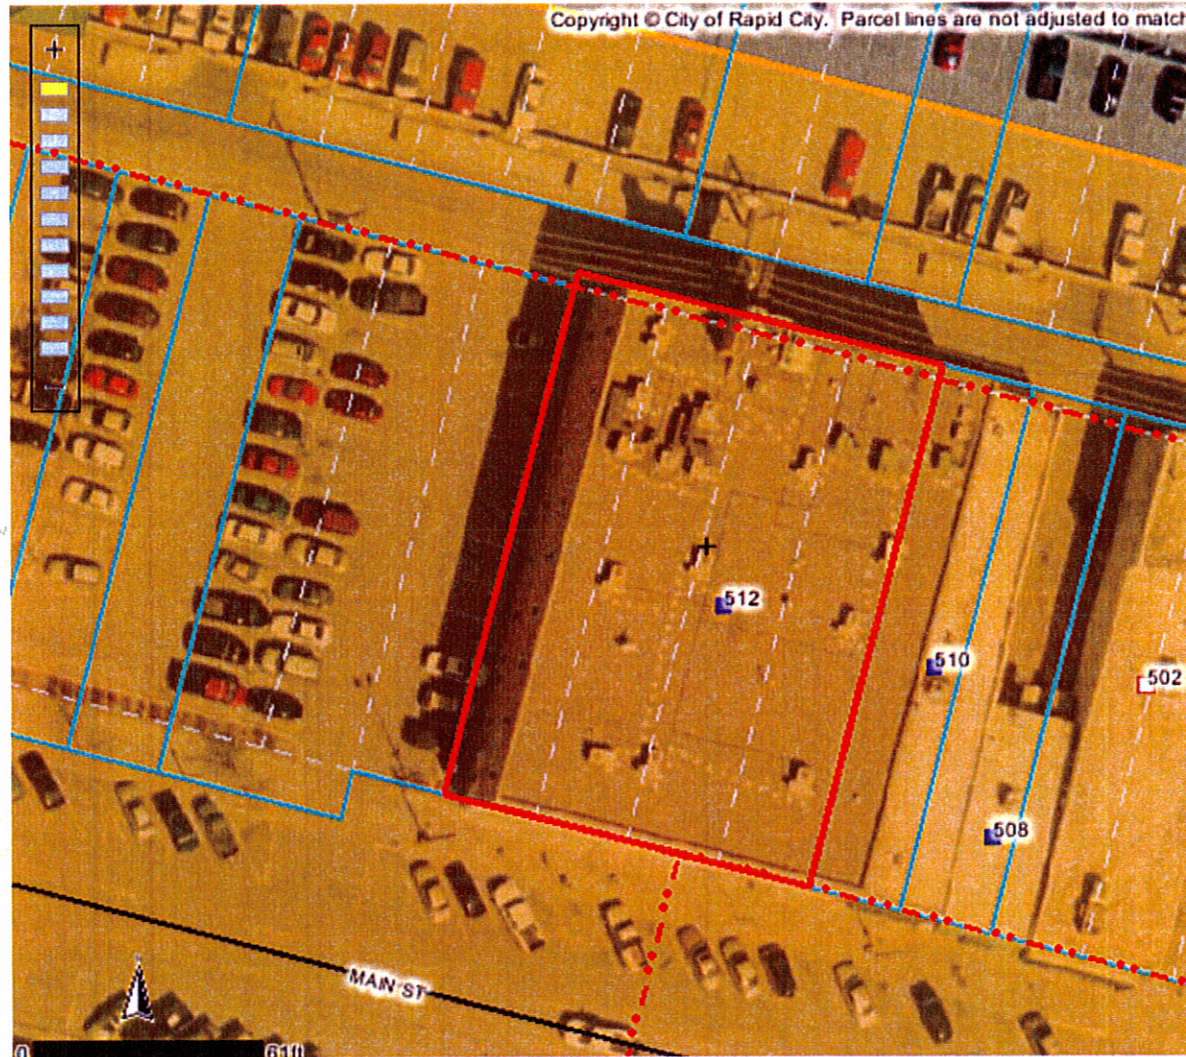 Copyright © City of Rapid City. Parcel lines are not adjusted to match
512
510
502
508
MAIN ST
0 61ft